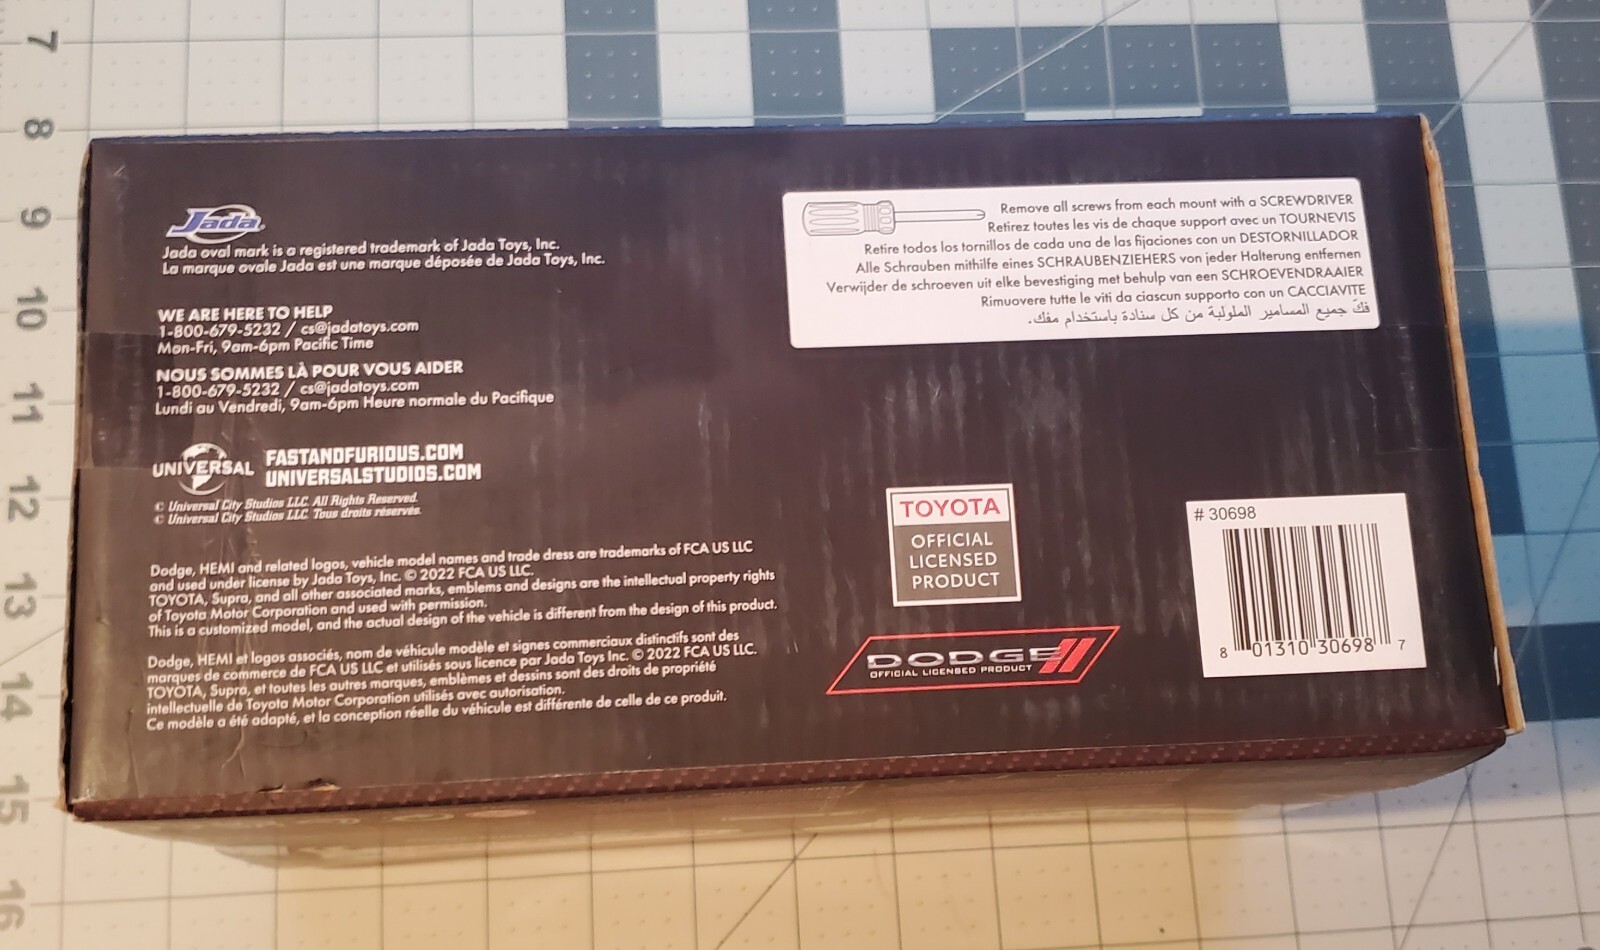 7
8
9
10
11
12
13
14
15
16
Jada
Jada oval mark is a registered trademark of Jada Toys, Inc.
La marque ovale Jada est une marque déposée de Jada Toys, Inc.
WE ARE HERE TO HELP
1-800-679-5232 / cs@jadatoys.com
Mon-Fri, 9am-6pm Pacific Time
NOUS SOMMES LÀ POUR VOUS AIDER
1-800-679-5232 / cs@jadatoys.com
Lundi au Vendredi, 9am-6pm Heure normale du Pacifique
UNIVERSAL
FASTANDFURIOUS.COM
UNIVERSALSTUDIOS.COM
© Universal City Studios LLC. All Rights Reserved.
© Universal City Studios LLC. Tous droits réservés.
Dodge, HEMI and related logos, vehicle model names and trade dress are trademarks of FCA US LLC
and used under license by Jada Toys, Inc. © 2022 FCA US LLC.
TOYOTA, Supra, and all other associated marks, emblems and designs are the intellectual property rights
of Toyota Motor Corporation and used with permission.
This is a customized model, and the actual design of the vehicle is different from the design of this product.
Dodge, HEMI et logos associés, nom de véhicule modèle et signes commerciaux distinctifs sont des
marques de commerce de FCA US LLC et utilisés sous licence par Jada Toys Inc. © 2022 FCA US LLC.
TOYOTA, Supra, et toutes les autres marques, emblèmes et dessins sont des droits de propriété
intellectuelle de Toyota Motor Corporation utilisés avec autorisation.
Ce modèle a été adapté, et la conception réelle du véhicule est différente de celle de ce produit.
Remove all screws from each mount with a SCREWDRIVER
Retirez toutes les vis de chaque support avec un TOURNEVIS
Retire todos los tornillos de cada una de las fijaciones con un DESTORNILLADOR
Alle Schrauben mithilfe eines SCHRAUBENZIEHERS von jeder Halterung entfernen
Verwijder de schroeven uit elke bevestiging met behulp van een SCHROEVENDRAAIER
Rimuovere tutte le viti da ciascun supporto con un CACCIAVITE
فكّ جميع المسامير الملولبة من كل سنادة باستخدام مفك.
TOYOTA
OFFICIAL
LICENSED
PRODUCT
DODGE
OFFICIAL LICENSED PRODUCT
# 30698
8 01310 30698 7